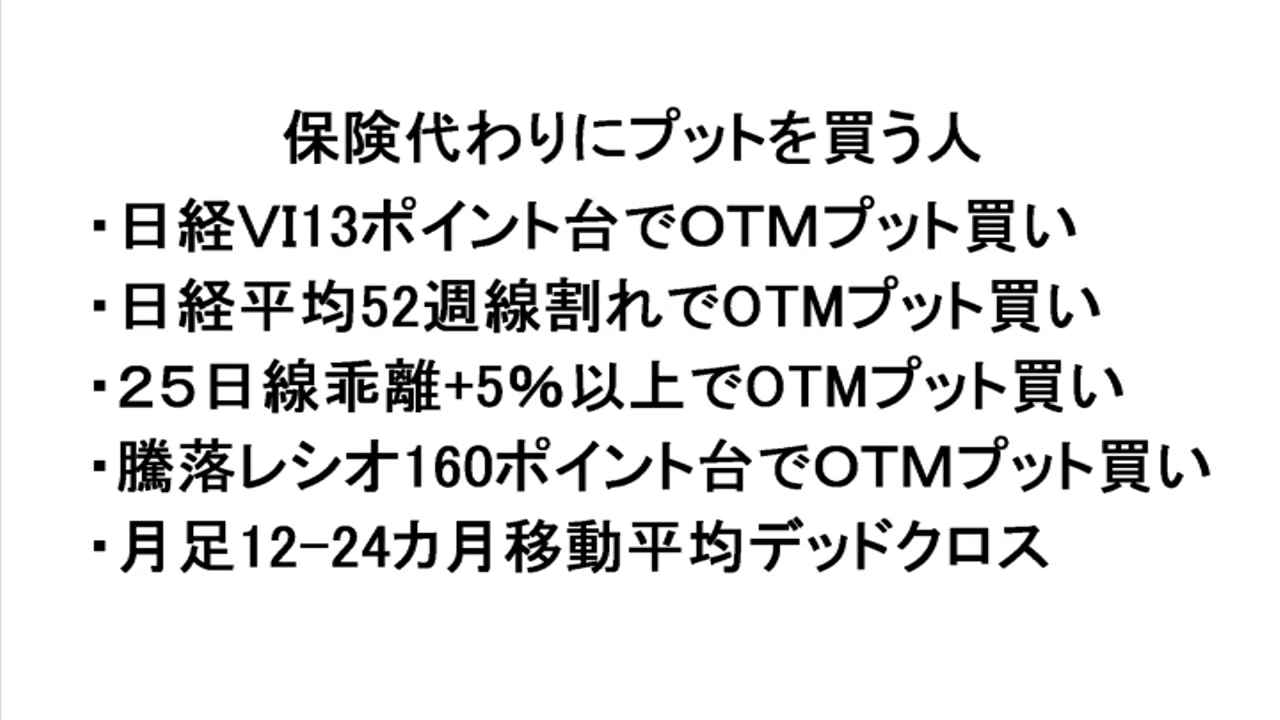 保険代わりにプットを買う人
・日経ＶI13ポイント台でＯＴＭプット買い
・日経平均52週線割れでOTMプット買い
・２５日線乖離+5％以上でOTMプット買い
・騰落レシオ160ポイント台でＯＴＭプット買い
・月足12-24カ月移動平均デッドクロス